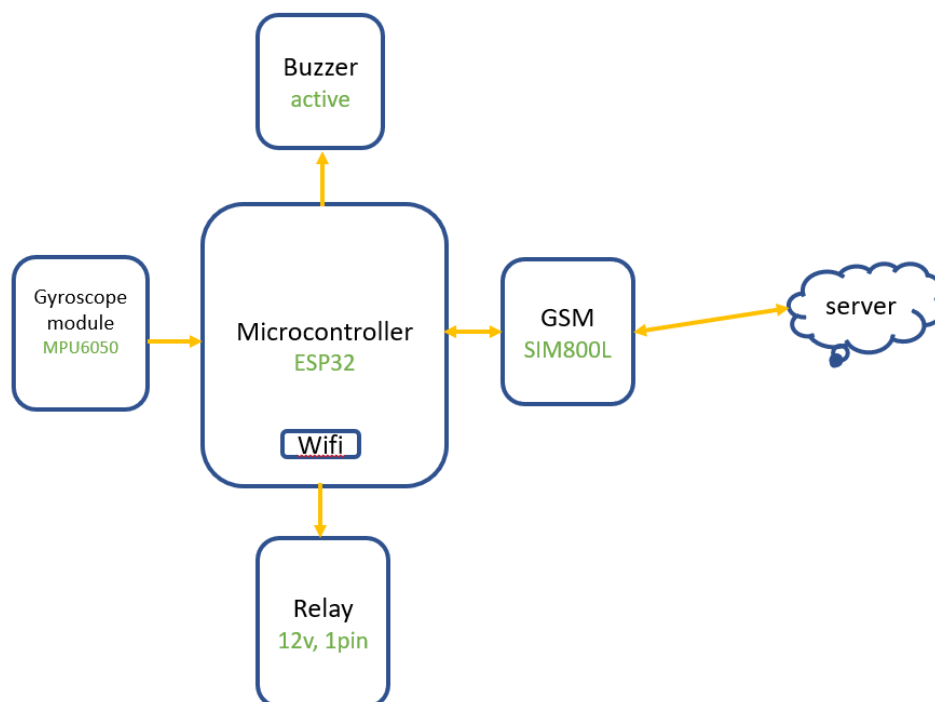 Buzzer
active
Gyroscope
module
MPU6050
Microcontroller
ESP32
Wifi
GSM
SIM800L
server
Relay
12v, 1pin